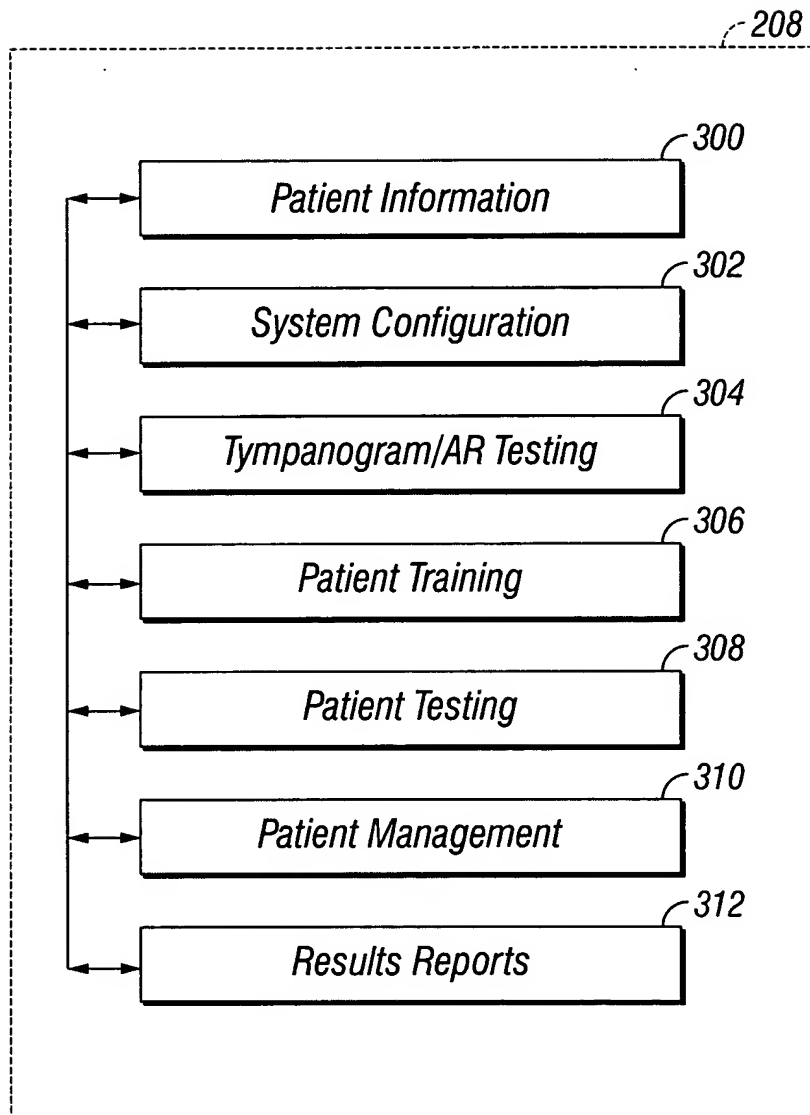 208
300
Patient Information
302
System Configuration
304
Tympanogram/AR Testing
306
Patient Training
308
Patient Testing
310
Patient Management
312
Results Reports